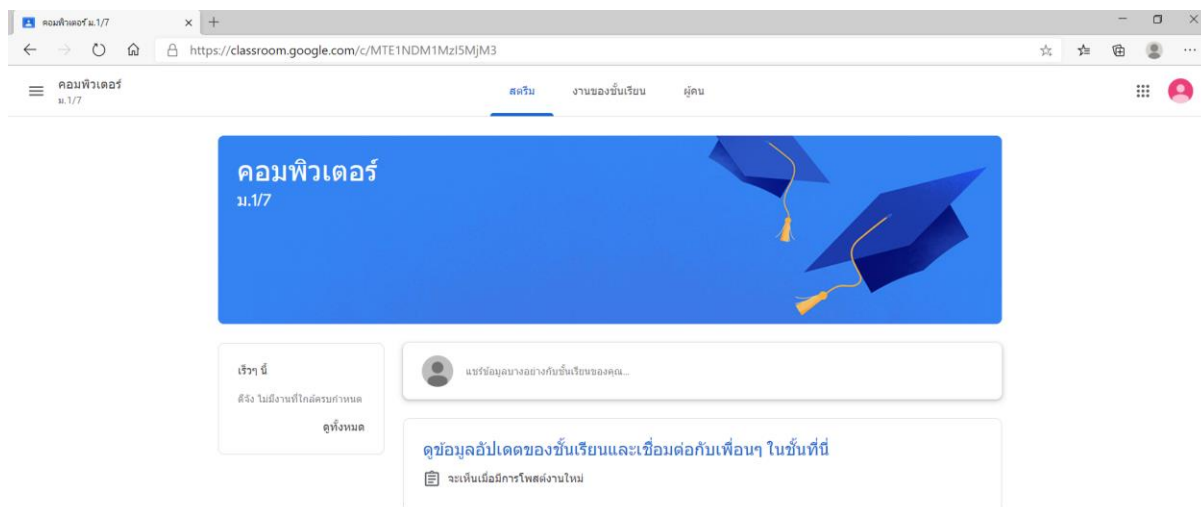 คอมพิวเตอร์ ม.1/7
https://classroom.google.com/c/MTE1NDM1MzI5MjM3
คอมพิวเตอร์
ม.1/7
สตรีม งานของชั้นเรียน ผู้คน
คอมพิวเตอร์
ม.1/7
เร็วๆ นี้
ดีจัง ไม่มีงานที่ใกล้ครบกำหนด
ดูทั้งหมด
แชร์ข้อมูลบางอย่างกับชั้นเรียนของคุณ...
ดูข้อมูลอัปเดตของชั้นเรียนและเชื่อมต่อกับเพื่อนๆ ในชั้นที่นี่
จะเห็นเมื่อมีการโพสต์งานใหม่